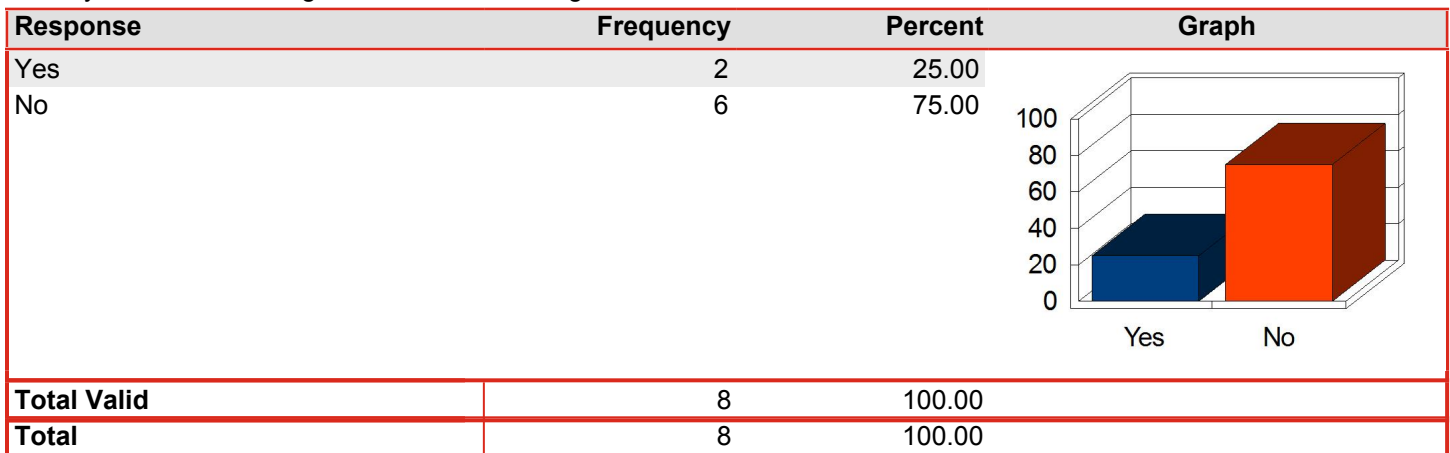 Response Frequency Percent Graph
Yes 2 25.00
No 6 75.00
100
80
60
40
20
0
Yes No
Total Valid 8 100.00
Total 8 100.00